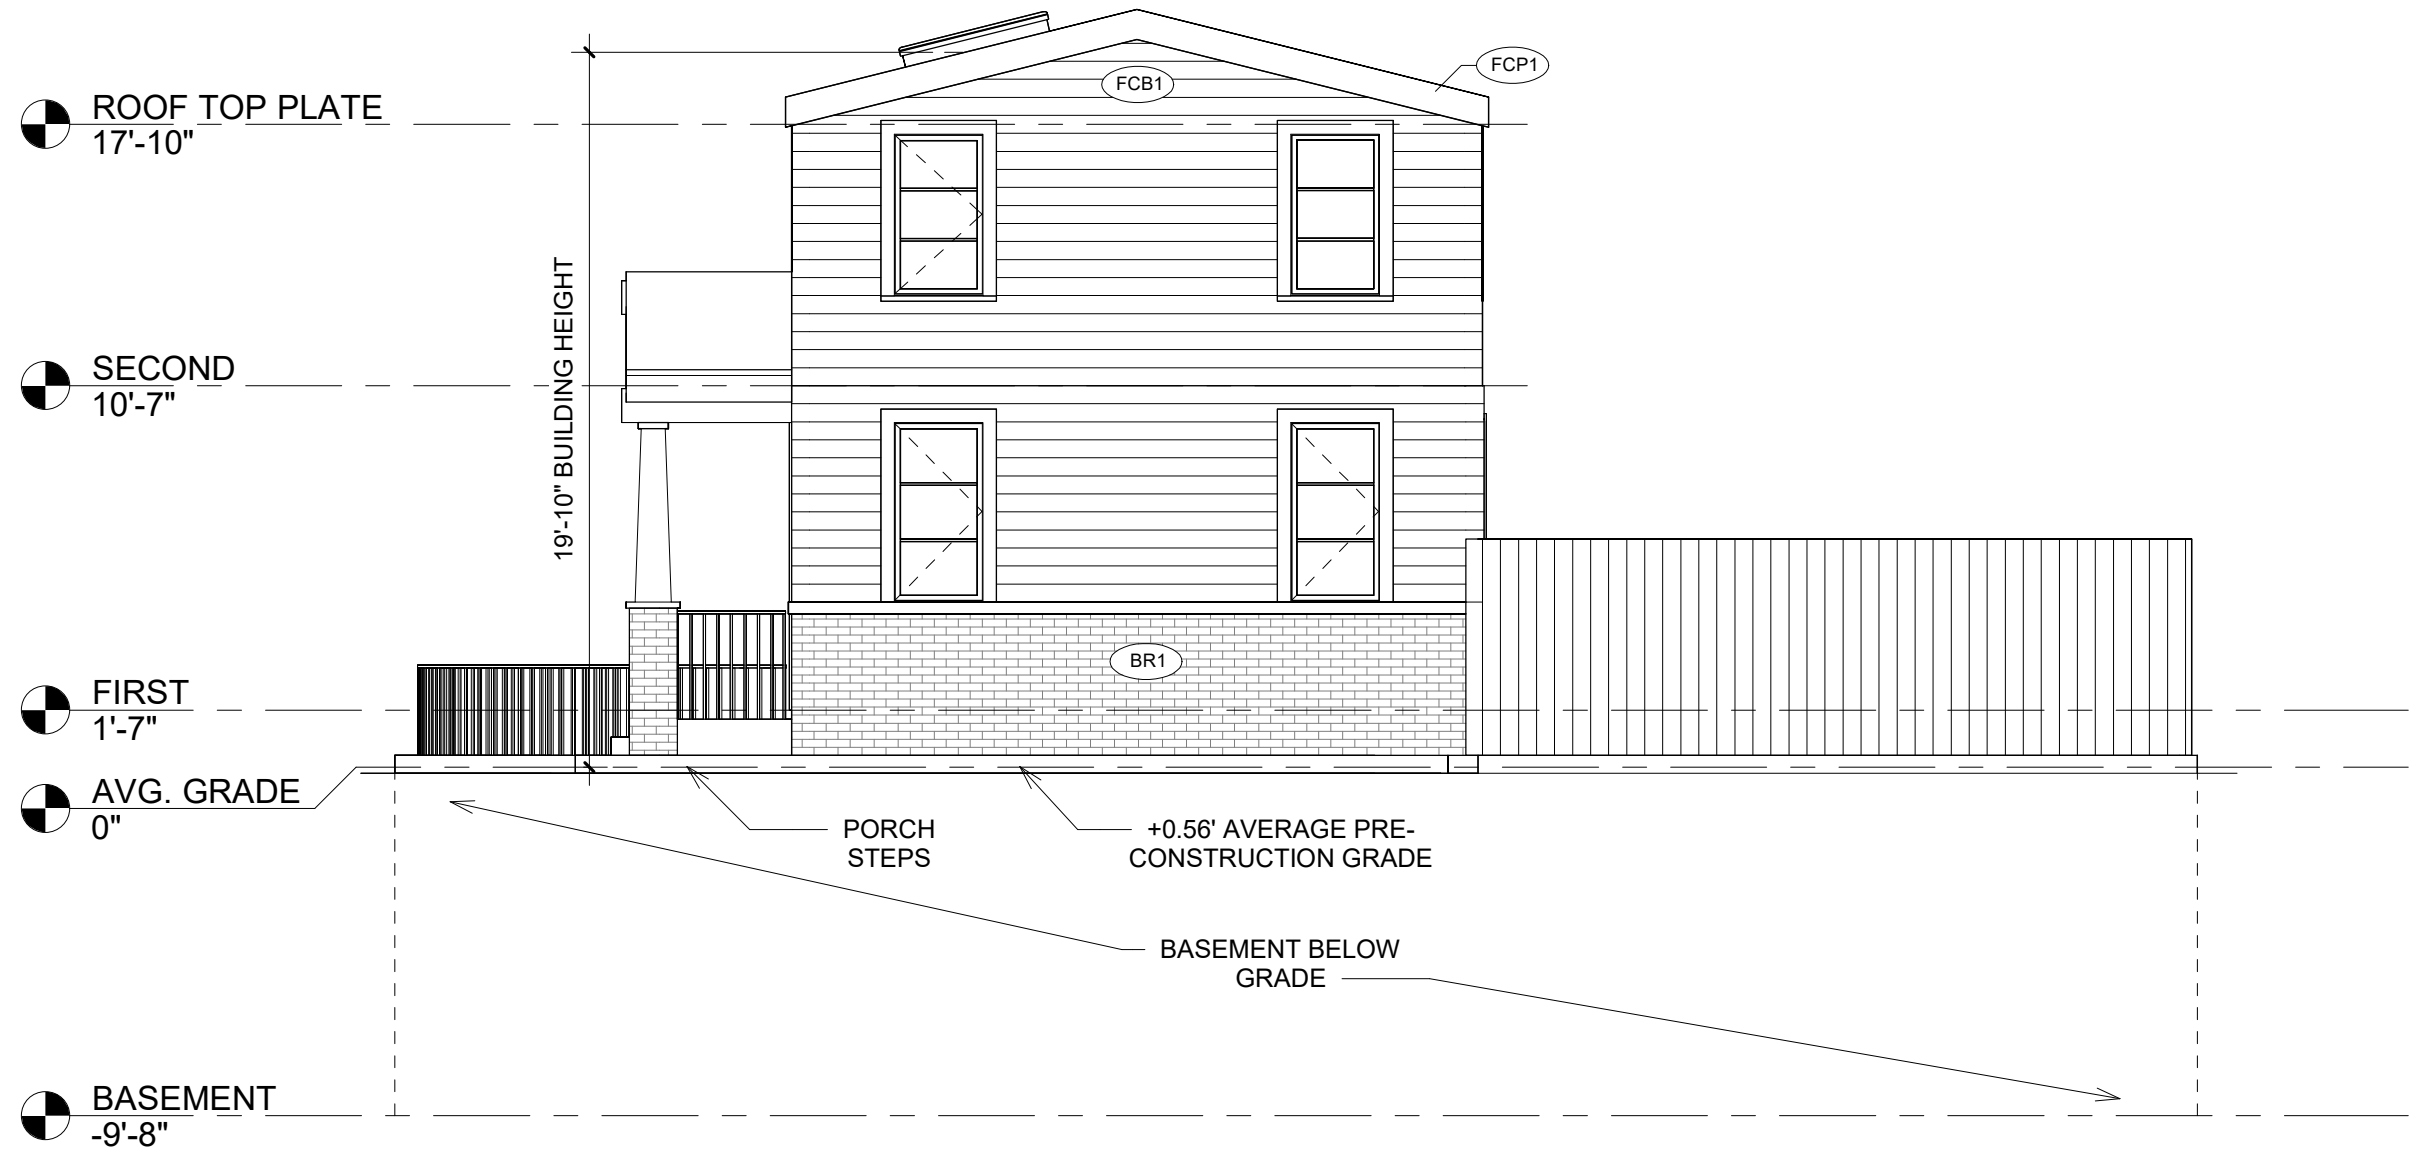 FCP1
FCB1
ROOF TOP PLATE
17'-10"
19'-10" BUILDING HEIGHT
SECOND
10'-7"
BR1
FIRST
1'-7"
AVG. GRADE
0"
PORCH
STEPS
+0.56' AVERAGE PRE-
CONSTRUCTION GRADE
BASEMENT BELOW
GRADE
BASEMENT
-9'-8"